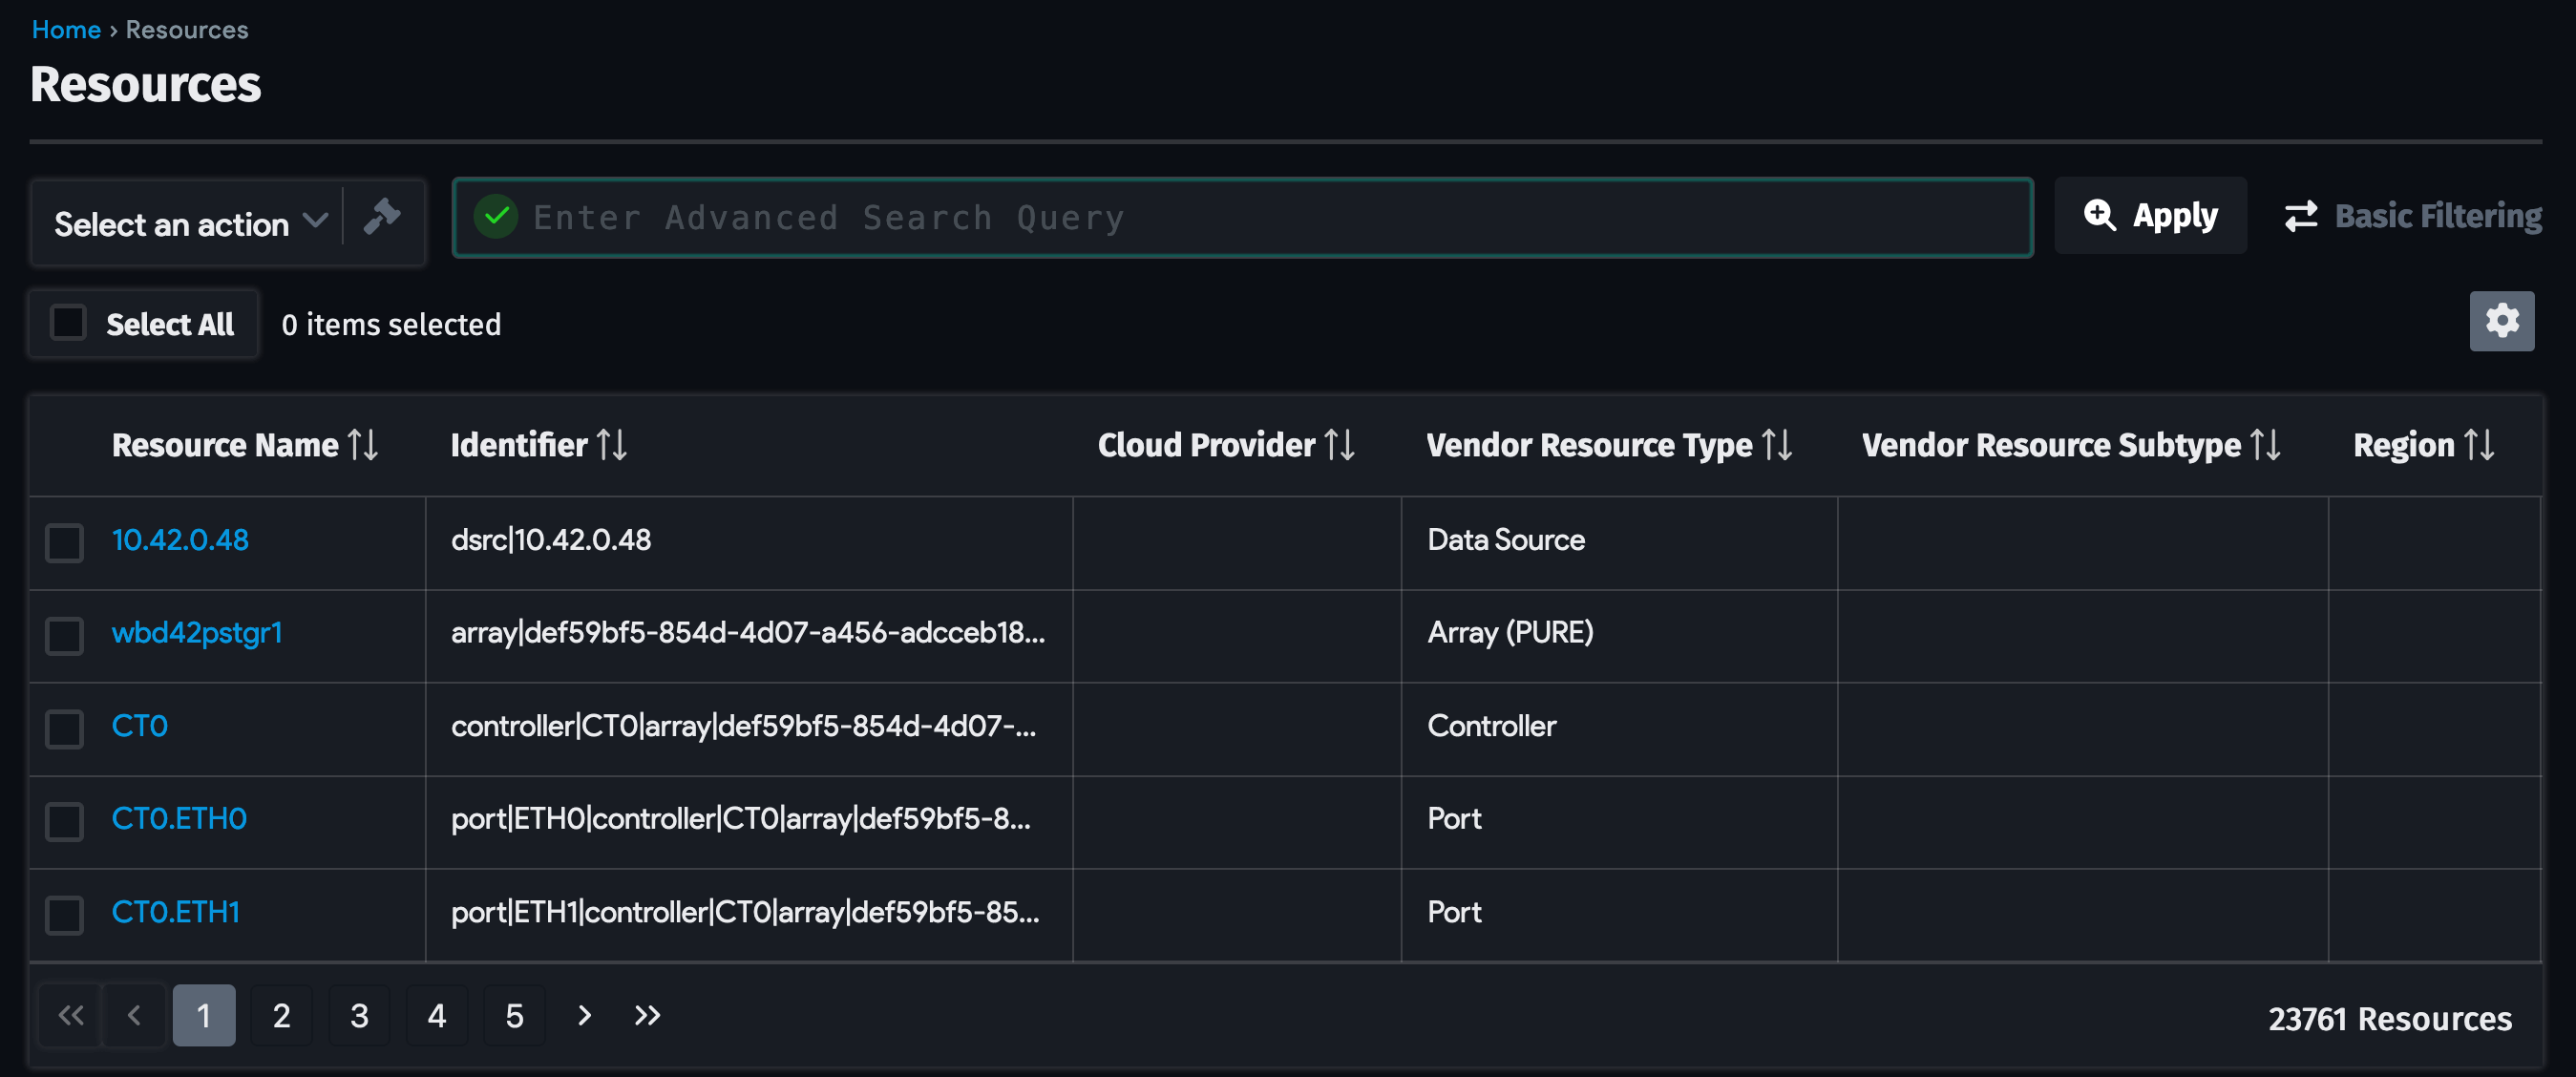 Home › Resources
Resources
Select an action
Enter Advanced Search Query
Apply
Basic Filtering
Select All
0 items selected
Resource Name Identifier Cloud Provider Vendor Resource Type Vendor Resource Subtype Region
10.42.0.48 dsrc|10.42.0.48 Data Source
wbd42pstgr1 array|def59bf5-854d-4d07-a456-adcceb18... Array (PURE)
CT0 controller|CT0|array|def59bf5-854d-4d07-... Controller
CT0.ETH0 port|ETH0|controller|CT0|array|def59bf5-8... Port
CT0.ETH1 port|ETH1|controller|CT0|array|def59bf5-85... Port
« ‹ 1 2 3 4 5 › »
23761 Resources